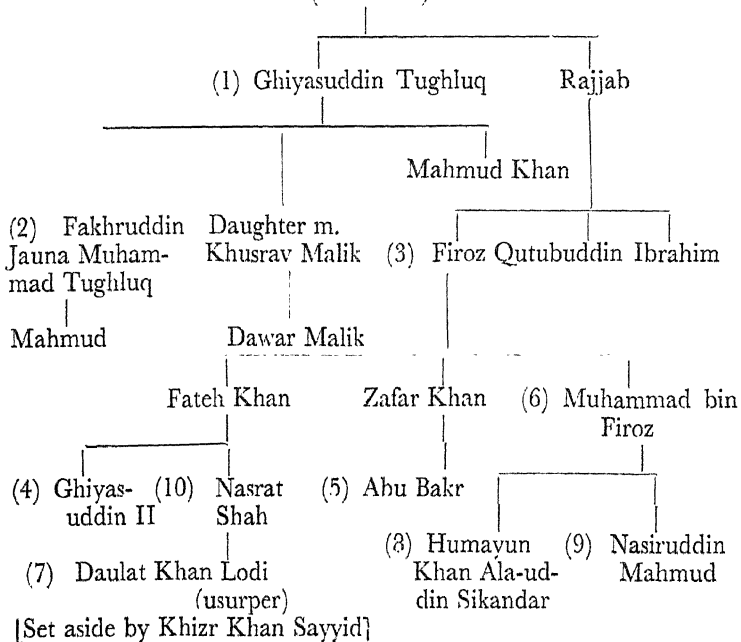 (1) Ghiyasuddin Tughluq Rajjab
Mahmud Khan
(2) Fakhruddin Daughter m.
Jauna Muham- Khusrav Malik (3) Firoz Qutubuddin Ibrahim
mad Tughluq
Mahmud Dawar Malik
Fateh Khan Zafar Khan (6) Muhammad bin
Firoz
(4) Ghiyas- (10) Nasrat (5) Abu Bakr
uddin II Shah
(8) Humayun (9) Nasiruddin
(7) Daulat Khan Lodi Khan Ala-ud- Mahmud
(usurper) din Sikandar
[Set aside by Khizr Khan Sayyid]